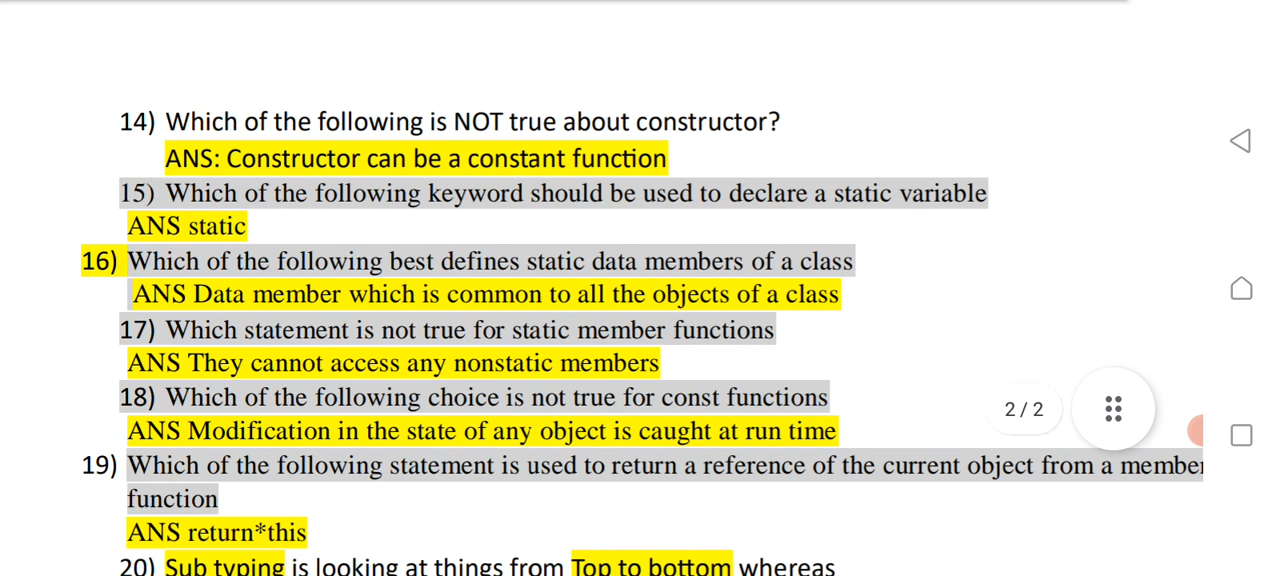 14) Which of the following is NOT true about constructor?
ANS: Constructor can be a constant function
15) Which of the following keyword should be used to declare a static variable
ANS static
16) Which of the following best defines static data members of a class
ANS Data member which is common to all the objects of a class
17) Which statement is not true for static member functions
ANS They cannot access any nonstatic members
18) Which of the following choice is not true for const functions
ANS Modification in the state of any object is caught at run time
2 / 2
19) Which of the following statement is used to return a reference of the current object from a member
function
ANS return*this
20) Sub typing is looking at things from Top to bottom whereas